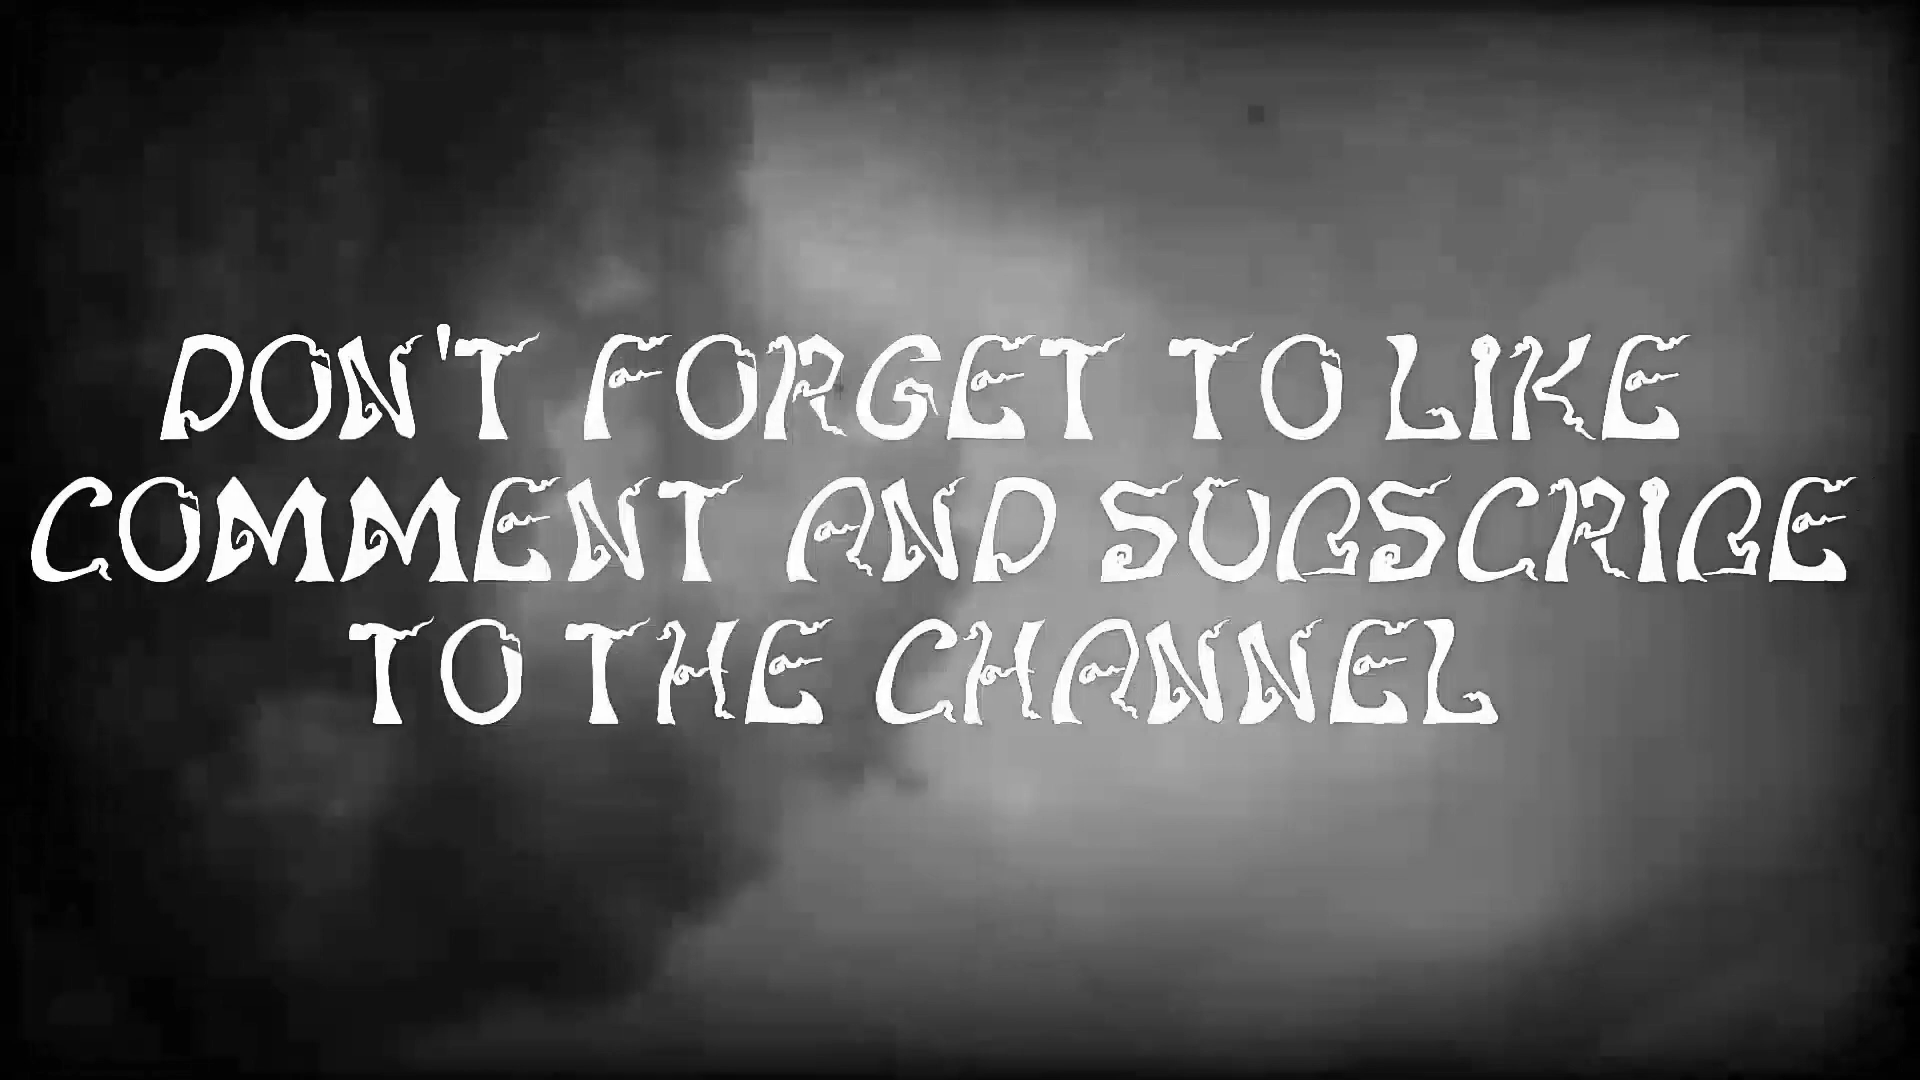 DON'T FORGET TO LIKE
COMMENT AND SUBSCRIBE
TO THE CHANNEL